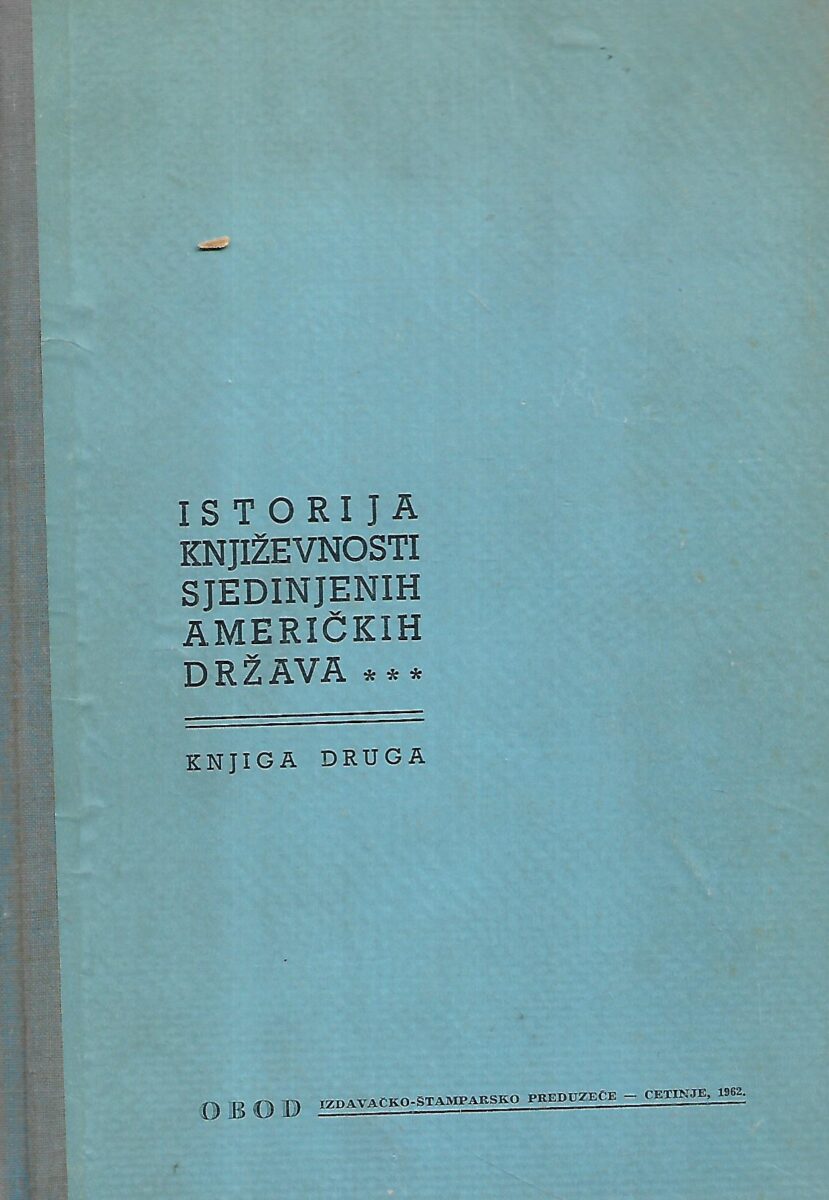 ISTORIJA
KNJIŽEVNOSTI
SJEDINJENIH
AMERIČKIH
DRŽAVA ***
KNJIGA DRUGA
OBOD IZDAVAČKO-ŠTAMPARSKO PREDUZEĆE — CETINJE, 1962.